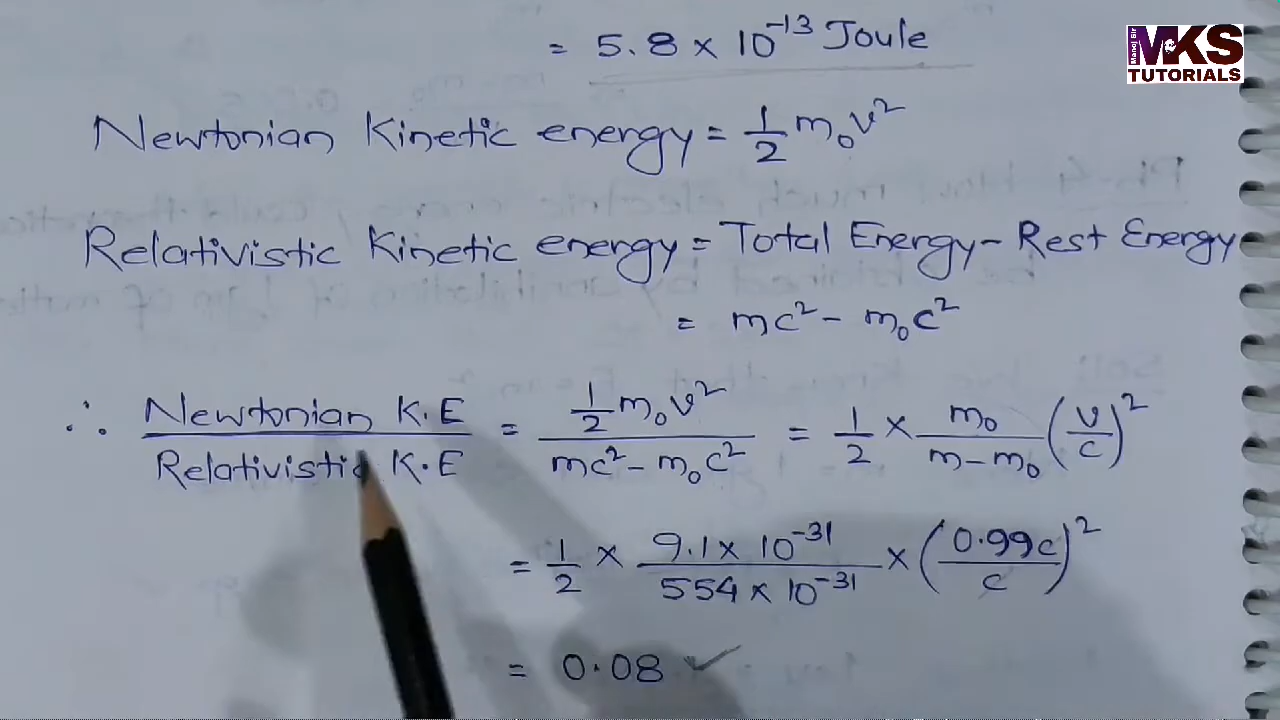 = 5.8 × 10⁻¹³ Joule
Manoj Sir
MKS
TUTORIALS
Newtonian Kinetic energy = 1/2 m₀v²
Relativistic Kinetic energy = Total Energy - Rest Energy
= mc² - m₀c²
∴ Newtonian K.E / Relativistic K.E = 1/2 m₀v² / mc² - m₀c² = 1/2 × m₀ / m - m₀ (v/c)²
= 1/2 × 9.1 × 10⁻³¹ / 554 × 10⁻³¹ × (0.99c/c)²
= 0.08 ✓